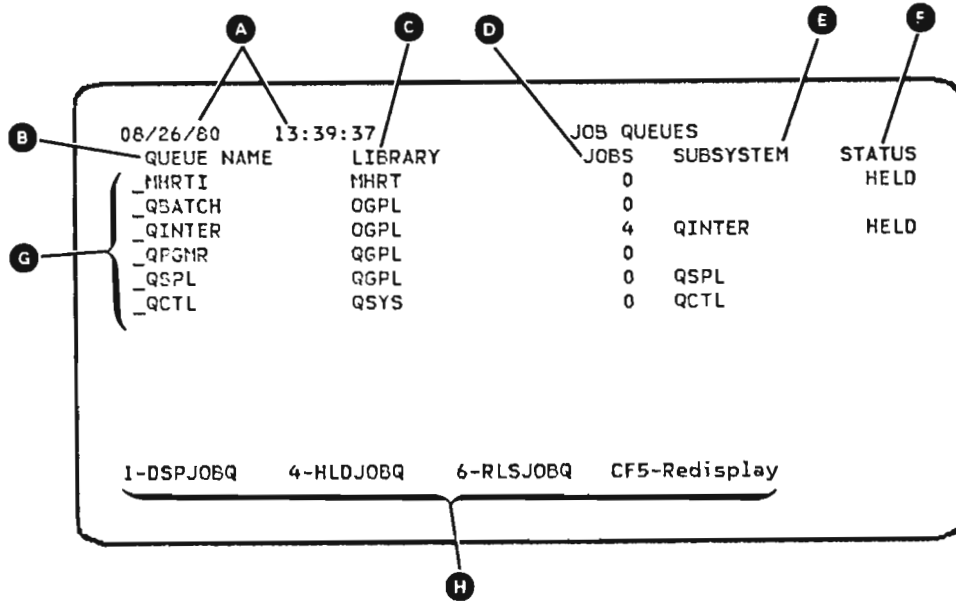 A C D E F
08/26/80 13:39:37 JOB QUEUES
B QUEUE NAME LIBRARY JOBS SUBSYSTEM STATUS
_MHRTI MHRT 0 HELD
_QBATCH OGPL 0
_QINTER OGPL 4 QINTER HELD
G _QPGMR QGPL 0
_QSPL QGPL 0 QSPL
_QCTL QSYS 0 QCTL
1-DSPJOBQ 4-HLDJOBQ 6-RLSJOBQ CF5-Redisplay
H